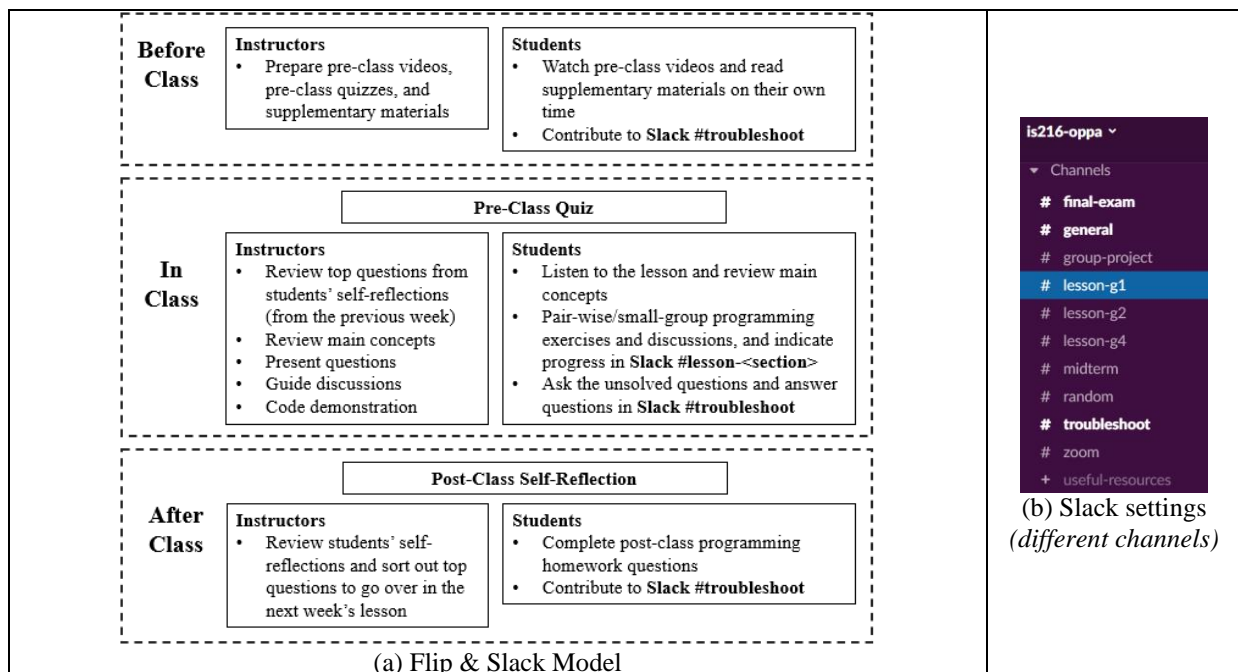 Before
Class
Instructors
• Prepare pre-class videos,
pre-class quizzes, and
supplementary materials
Students
• Watch pre-class videos and read
supplementary materials on their own
time
• Contribute to Slack #troubleshoot
In
Class
Pre-Class Quiz
Instructors
• Review top questions from
students’ self-reflections
(from the previous week)
• Review main concepts
• Present questions
• Guide discussions
• Code demonstration
Students
• Listen to the lesson and review main
concepts
• Pair-wise/small-group programming
exercises and discussions, and indicate
progress in Slack #lesson-<section>
• Ask the unsolved questions and answer
questions in Slack #troubleshoot
After
Class
Post-Class Self-Reflection
Instructors
• Review students’ self-
reflections and sort out top
questions to go over in the
next week’s lesson
Students
• Complete post-class programming
homework questions
• Contribute to Slack #troubleshoot
(a) Flip & Slack Model
is216-oppa
Channels
# final-exam
# general
# group-project
# lesson-g1
# lesson-g2
# lesson-g4
# midterm
# random
# troubleshoot
# zoom
+ useful-resources
(b) Slack settings
(different channels)